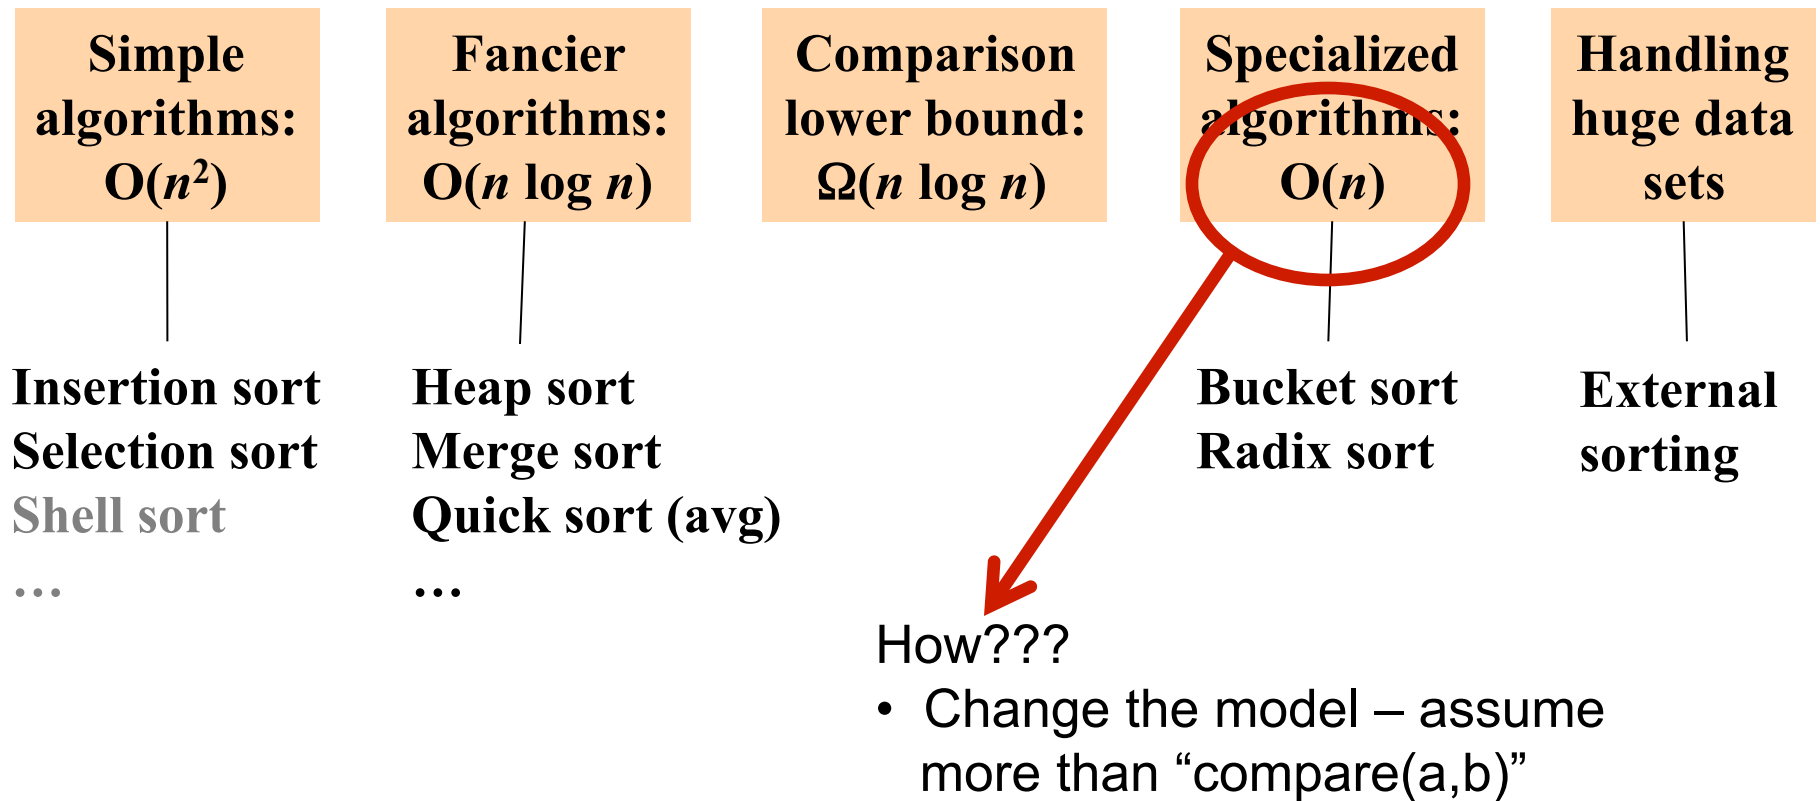 Simple
algorithms:
O(n²)
Fancier
algorithms:
O(n log n)
Comparison
lower bound:
Ω(n log n)
Specialized
algorithms:
O(n)
Handling
huge data
sets
Insertion sort
Selection sort
Shell sort
…
Heap sort
Merge sort
Quick sort (avg)
…
Bucket sort
Radix sort
External
sorting
How???
• Change the model – assume
more than “compare(a,b)”